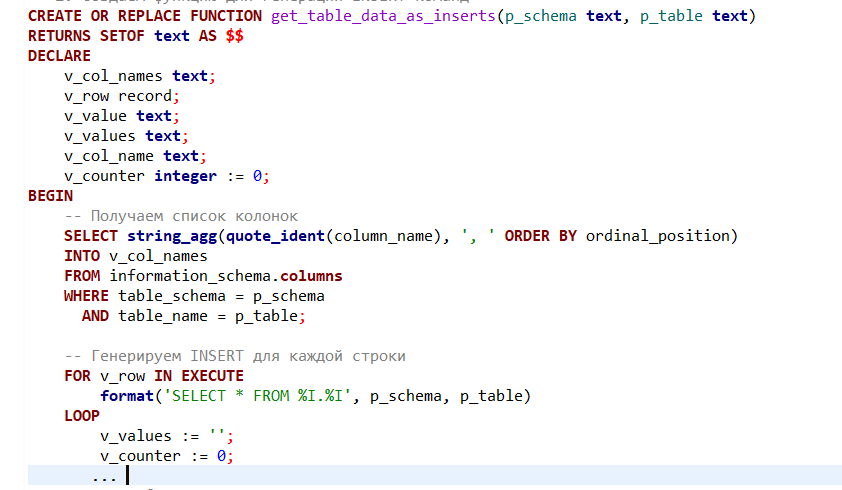 CREATE OR REPLACE FUNCTION get_table_data_as_inserts(p_schema text, p_table text)
RETURNS SETOF text AS $$
DECLARE
    v_col_names text;
    v_row record;
    v_value text;
    v_values text;
    v_col_name text;
    v_counter integer := 0;
BEGIN
    -- Получаем список колонок
    SELECT string_agg(quote_ident(column_name), ', ' ORDER BY ordinal_position)
    INTO v_col_names
    FROM information_schema.columns
    WHERE table_schema = p_schema
      AND table_name = p_table;

    -- Генерируем INSERT для каждой строки
    FOR v_row IN EXECUTE
        format('SELECT * FROM %I.%I', p_schema, p_table)
    LOOP
        v_values := '';
        v_counter := 0;
       ...